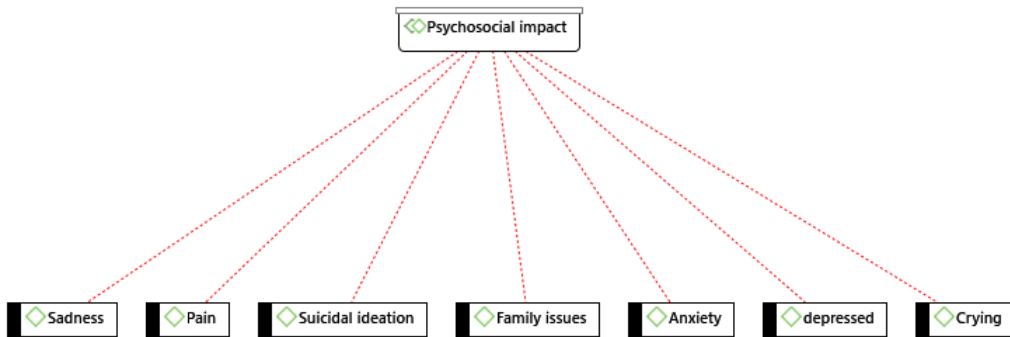 Psychosocial impact
Sadness
Pain
Suicidal ideation
Family issues
Anxiety
depressed
Crying